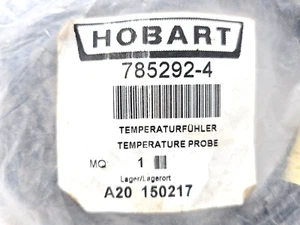 HOBART
785292-4
TEMPERATURFÜHLER
TEMPERATURE PROBE
MQ 1
Lager/Lagerort
A20 150217